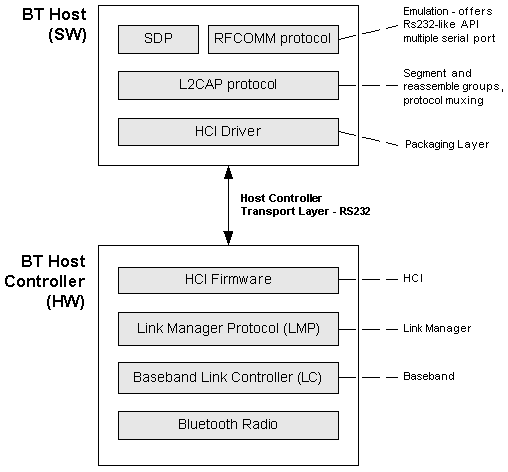 BT Host
(SW)
SDP
RFCOMM protocol
Emulation - offers
Rs232-like API
multiple serial port
L2CAP protocol
Segment and
reassemble groups,
protocol muxing
HCI Driver
Packaging Layer
Host Controller
Transport Layer - RS232
BT Host
Controller
(HW)
HCI Firmware
HCI
Link Manager Protocol (LMP)
Link Manager
Baseband Link Controller (LC)
Baseband
Bluetooth Radio